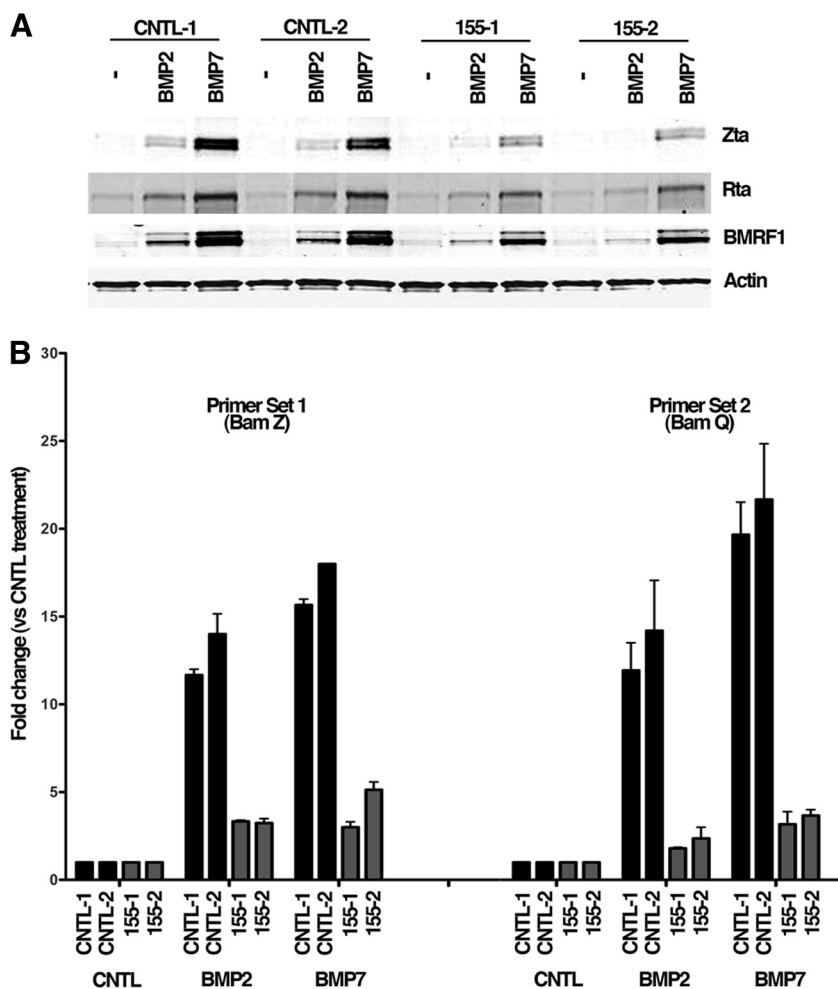 A
CNTL-1 CNTL-2 155-1 155-2
- BMP2 BMP7 - BMP2 BMP7 - BMP2 BMP7 - BMP2 BMP7
Zta
Rta
BMRF1
Actin
B
Fold change (vs CNTL treatment)
30
25
20
15
10
5
0
Primer Set 1
(Bam Z)
Primer Set 2
(Bam Q)
CNTL-1 CNTL-2 155-1 155-2 CNTL-1 CNTL-2 155-1 155-2 CNTL-1 CNTL-2 155-1 155-2 CNTL-1 CNTL-2 155-1 155-2 CNTL-1 CNTL-2 155-1 155-2 CNTL-1 CNTL-2 155-1 155-2
CNTL BMP2 BMP7 CNTL BMP2 BMP7